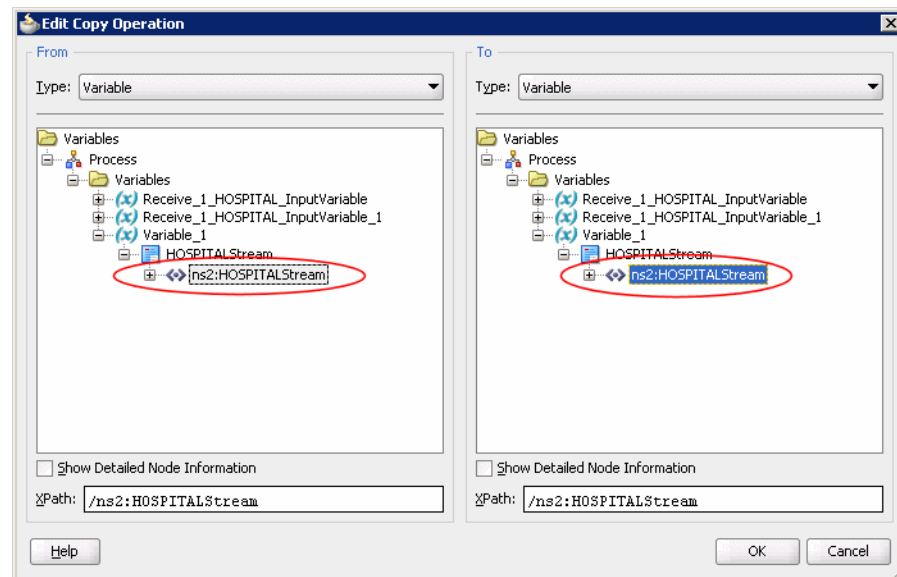 Edit Copy Operation
From
Type: Variable
Variables
Process
Variables
Receive_1_HOSPITAL_InputVariable
Receive_1_HOSPITAL_InputVariable_1
Variable_1
HOSPITALStream
ns2:HOSPITALStream
Show Detailed Node Information
XPath: /ns2:HOSPITALStream
To
Type: Variable
Variables
Process
Variables
Receive_1_HOSPITAL_InputVariable
Receive_1_HOSPITAL_InputVariable_1
Variable_1
HOSPITALStream
ns2:HOSPITALStream
Show Detailed Node Information
XPath: /ns2:HOSPITALStream
Help
OK
Cancel